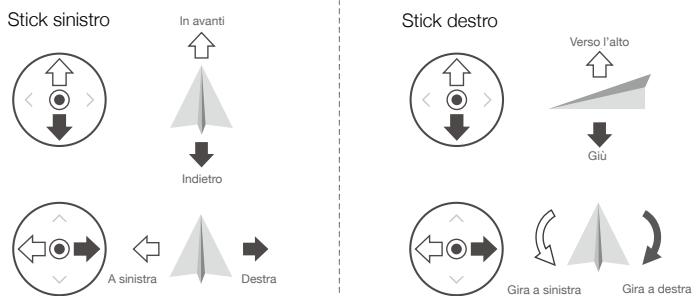 Stick sinistro
In avanti
Indietro
A sinistra
Destra
Stick destro
Verso l'alto
Giù
Gira a sinistra
Gira a destra